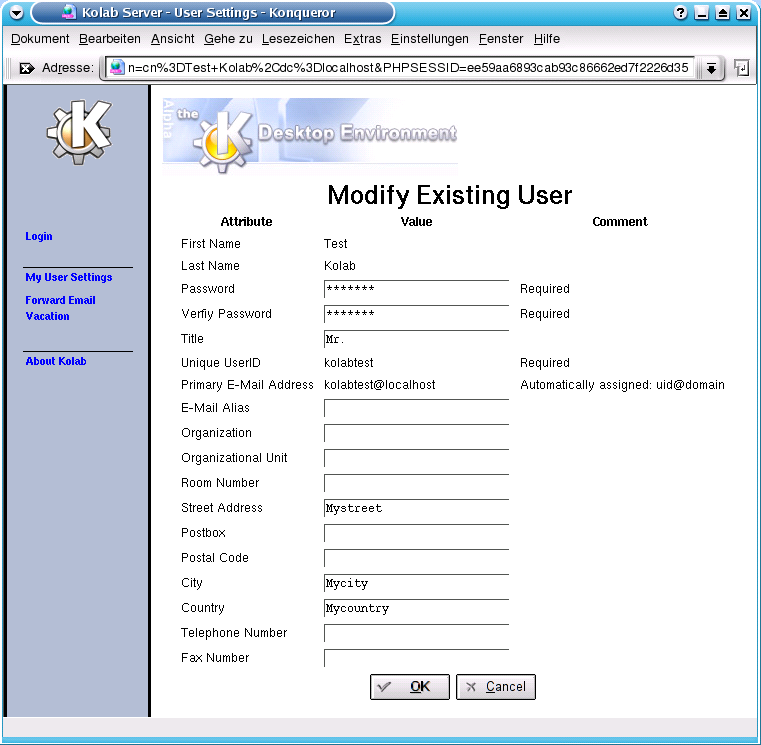 Kolab Server - User Settings - Konqueror
Dokument Bearbeiten Ansicht Gehe zu Lesezeichen Extras Einstellungen Fenster Hilfe
Adresse: n=cn%3DTest+Kolab%2Cdc%3Dlocalhost&PHPSESSID=ee59aa6893cab93c86662ed7f2226d35
Alpha
the K Desktop Environment
Modify Existing User
Attribute Value Comment
Login
My User Settings
Forward Email
Vacation
About Kolab
First Name Test
Last Name Kolab
Password ******* Required
Verfiy Password ******* Required
Title Mr.
Unique UserID kolabtest Required
Primary E-Mail Address kolabtest@localhost Automatically assigned: uid@domain
E-Mail Alias
Organization
Organizational Unit
Room Number
Street Address Mystreet
Postbox
Postal Code
City Mycity
Country Mycountry
Telephone Number
Fax Number
OK Cancel